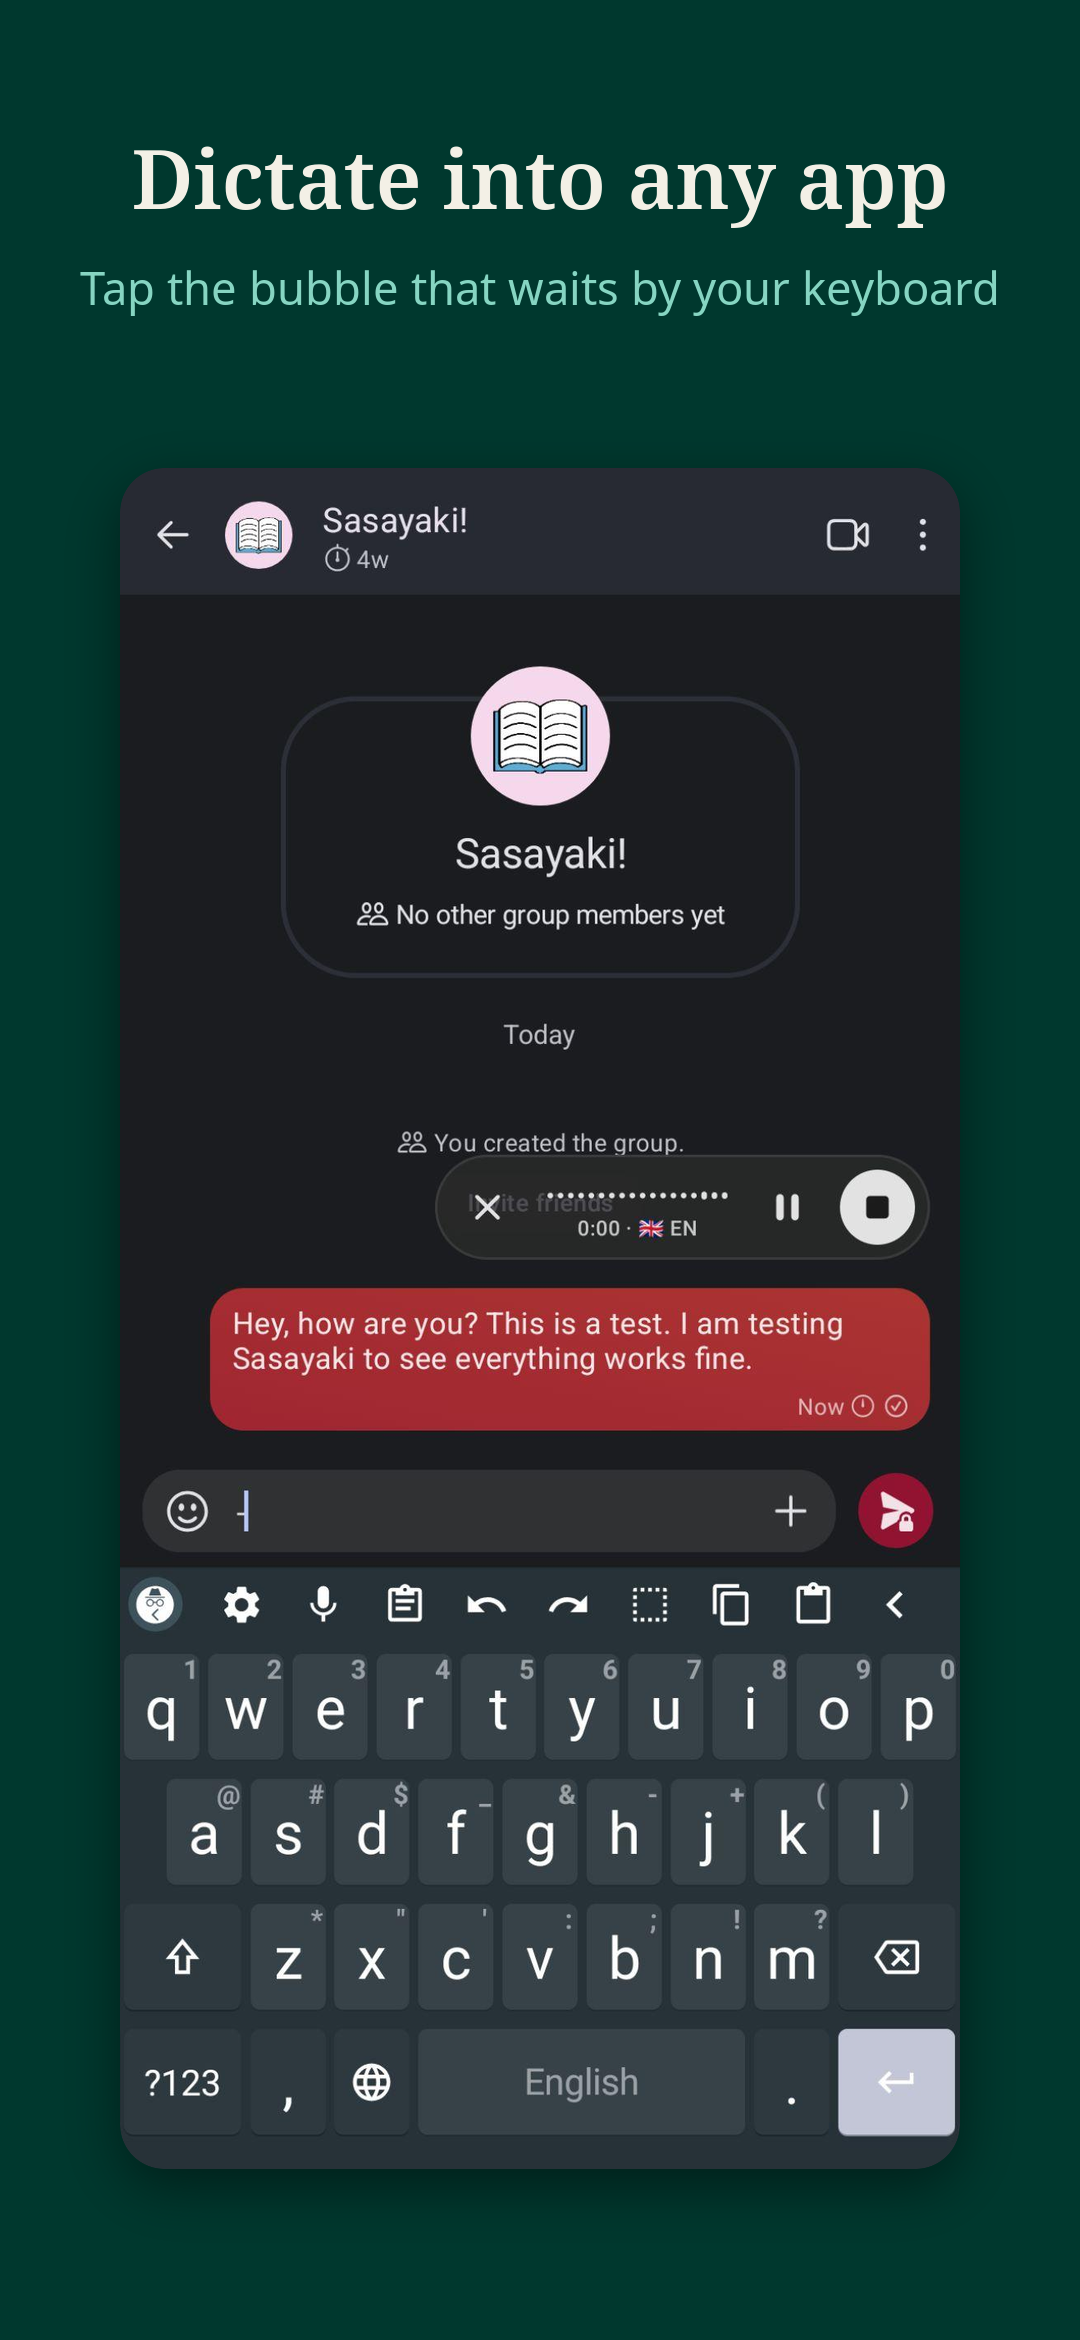 Dictate into any app
Tap the bubble that waits by your keyboard
Sasayaki!
4w
Sasayaki!
No other group members yet
Today
You created the group.
Invite friends
0:00 · 🇬🇧 EN
Hey, how are you? This is a test. I am testing
Sasayaki to see everything works fine.
Now
-
1 2 3 4 5 6 7 8 9 0
q w e r t y u i o p
@ # $ _ & - + ( )
a s d f g h j k l
* " ' : ; ! ?
z x c v b n m
?123 , English .